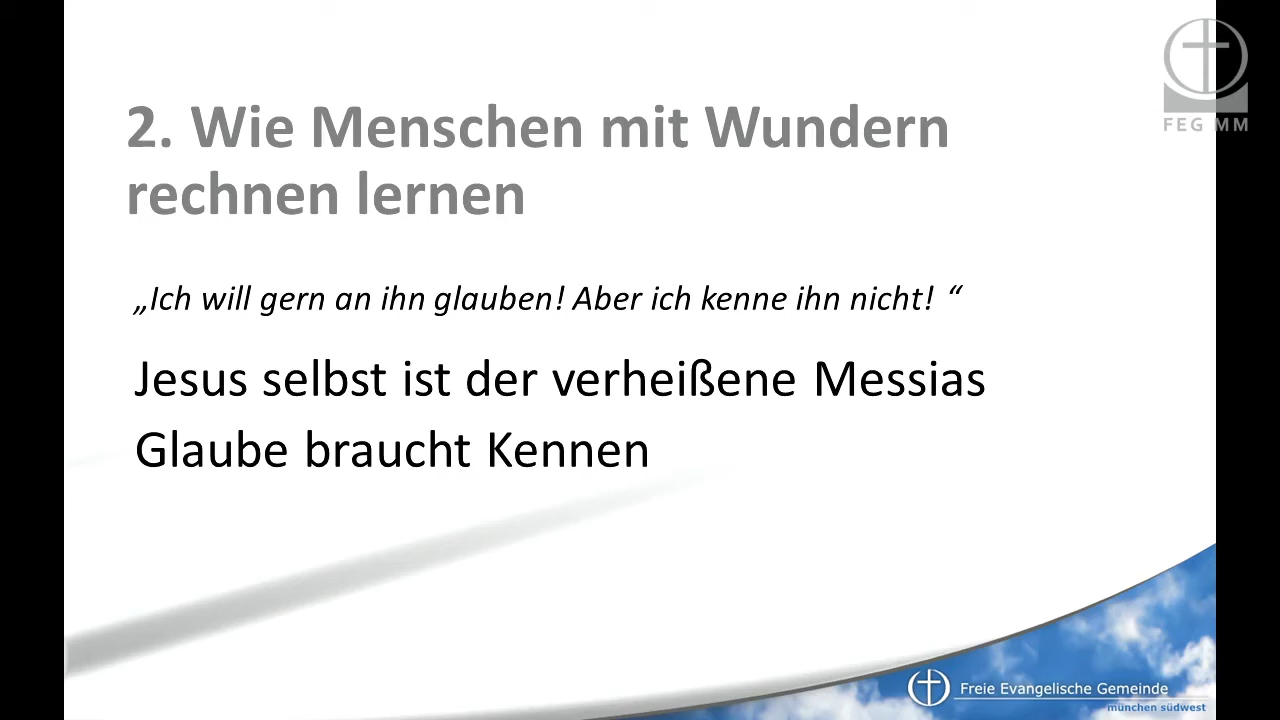 FEG MM
2. Wie Menschen mit Wundern
rechnen lernen
„Ich will gern an ihn glauben! Aber ich kenne ihn nicht! “
Jesus selbst ist der verheißene Messias
Glaube braucht Kennen
Freie Evangelische Gemeinde
münchen südwest